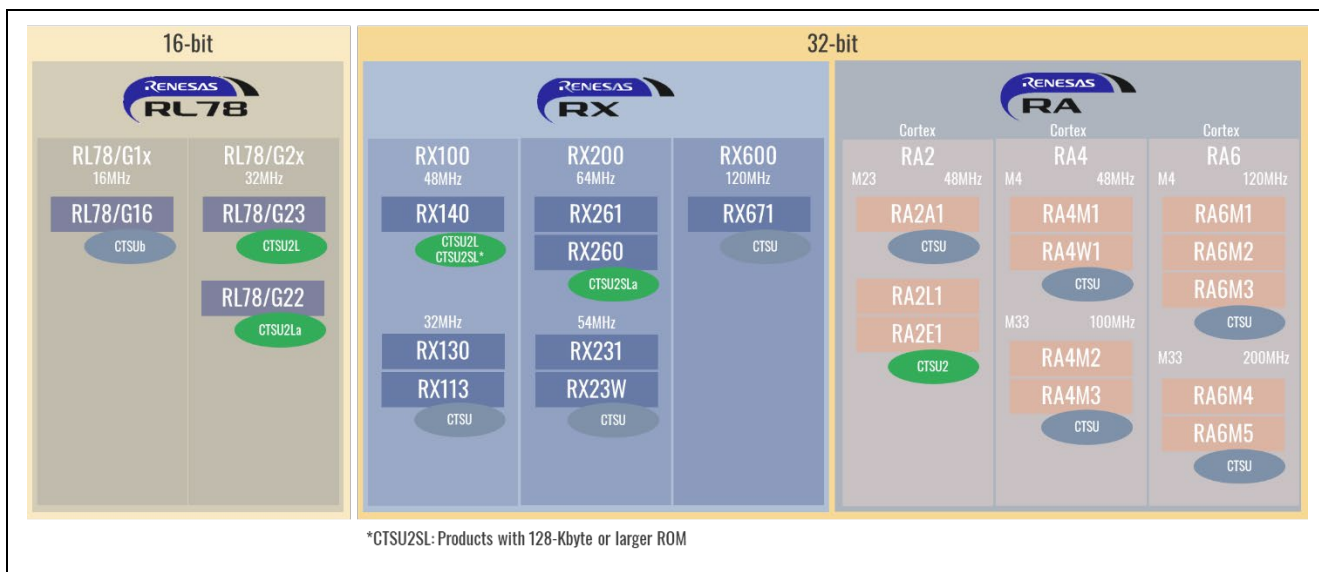 16-bit
32-bit
RENESAS
RL78
RENESAS
RX
RENESAS
RA
RL78/G1x
16MHz
RL78/G16
CTSUb
RL78/G2x
32MHz
RL78/G23
CTSU2L
RL78/G22
CTSU2La
RX100
48MHz
RX140
CTSU2L
CTSU2SL*
32MHz
RX130
RX113
CTSU
RX200
64MHz
RX261
RX260
CTSU2SLa
54MHz
RX231
RX23W
CTSU
RX600
120MHz
RX671
CTSU
Cortex
RA2
M23 48MHz
RA2A1
CTSU
RA2L1
RA2E1
CTSU2
Cortex
RA4
M4 48MHz
RA4M1
RA4W1
CTSU
M33 100MHz
RA4M2
RA4M3
CTSU
Cortex
RA6
M4 120MHz
RA6M1
RA6M2
RA6M3
CTSU
M33 200MHz
RA6M4
RA6M5
CTSU
*CTSU2SL: Products with 128-Kbyte or larger ROM